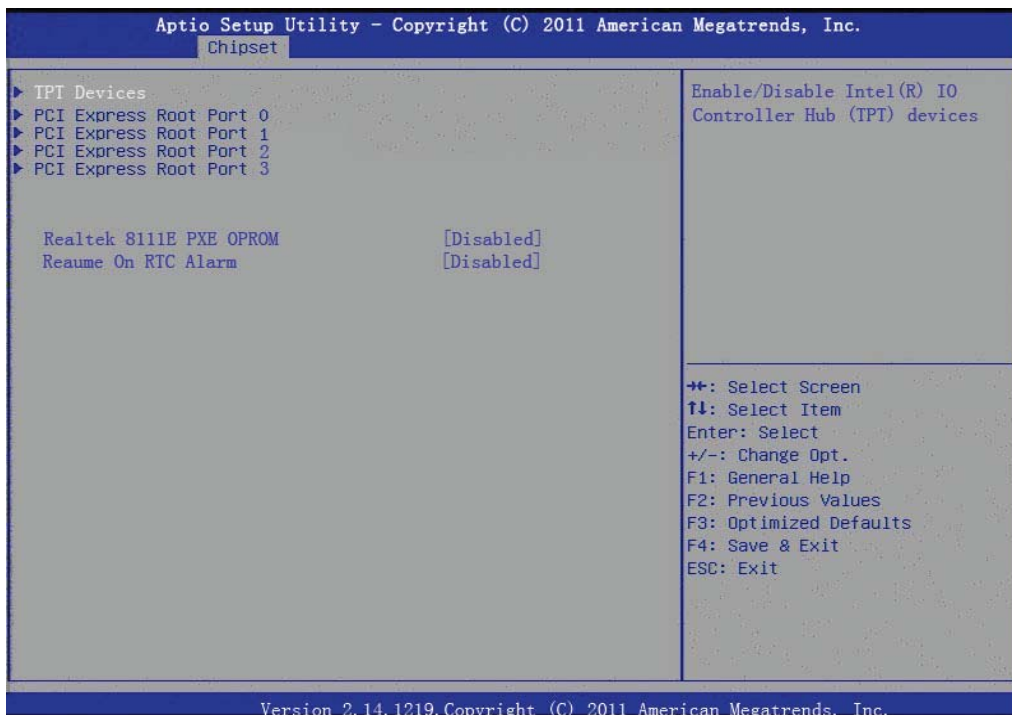 Aptio Setup Utility - Copyright (C) 2011 American Megatrends, Inc.
Chipset
TPT Devices
PCI Express Root Port 0
PCI Express Root Port 1
PCI Express Root Port 2
PCI Express Root Port 3
Realtek 8111E PXE OPROM [Disabled]
Reaume On RTC Alarm [Disabled]
Enable/Disable Intel(R) IO
Controller Hub (TPT) devices
→←: Select Screen
↑↓: Select Item
Enter: Select
+/-: Change Opt.
F1: General Help
F2: Previous Values
F3: Optimized Defaults
F4: Save & Exit
ESC: Exit
Version 2.14.1219.Copyright (C) 2011 American Megatrends, Inc.